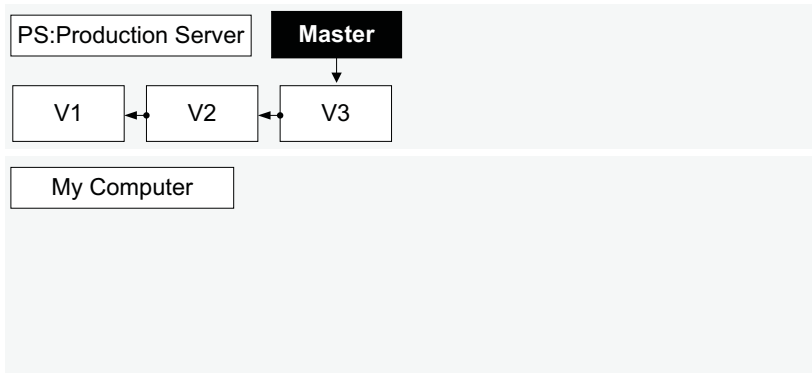 PS:Production Server
Master
V1
V2
V3
My Computer